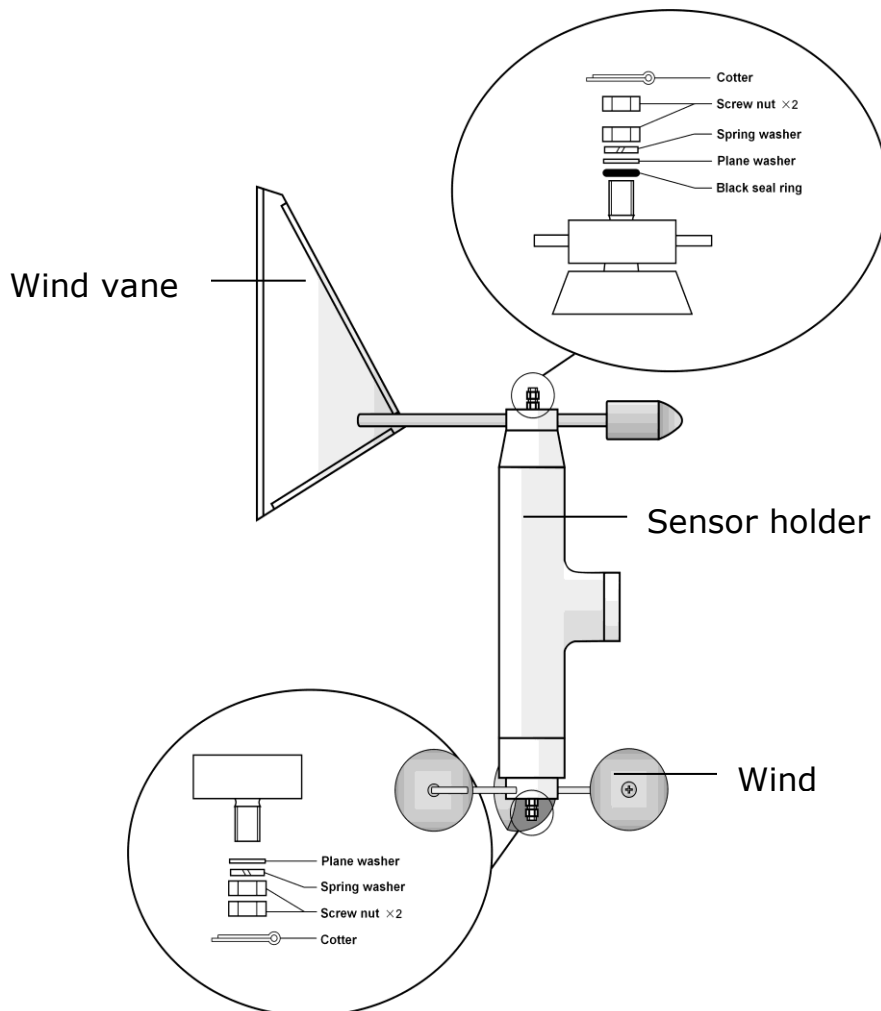 Cotter
Screw nut ×2
Spring washer
Plane washer
Black seal ring
Wind vane
Sensor holder
Wind
Plane washer
Spring washer
Screw nut ×2
Cotter